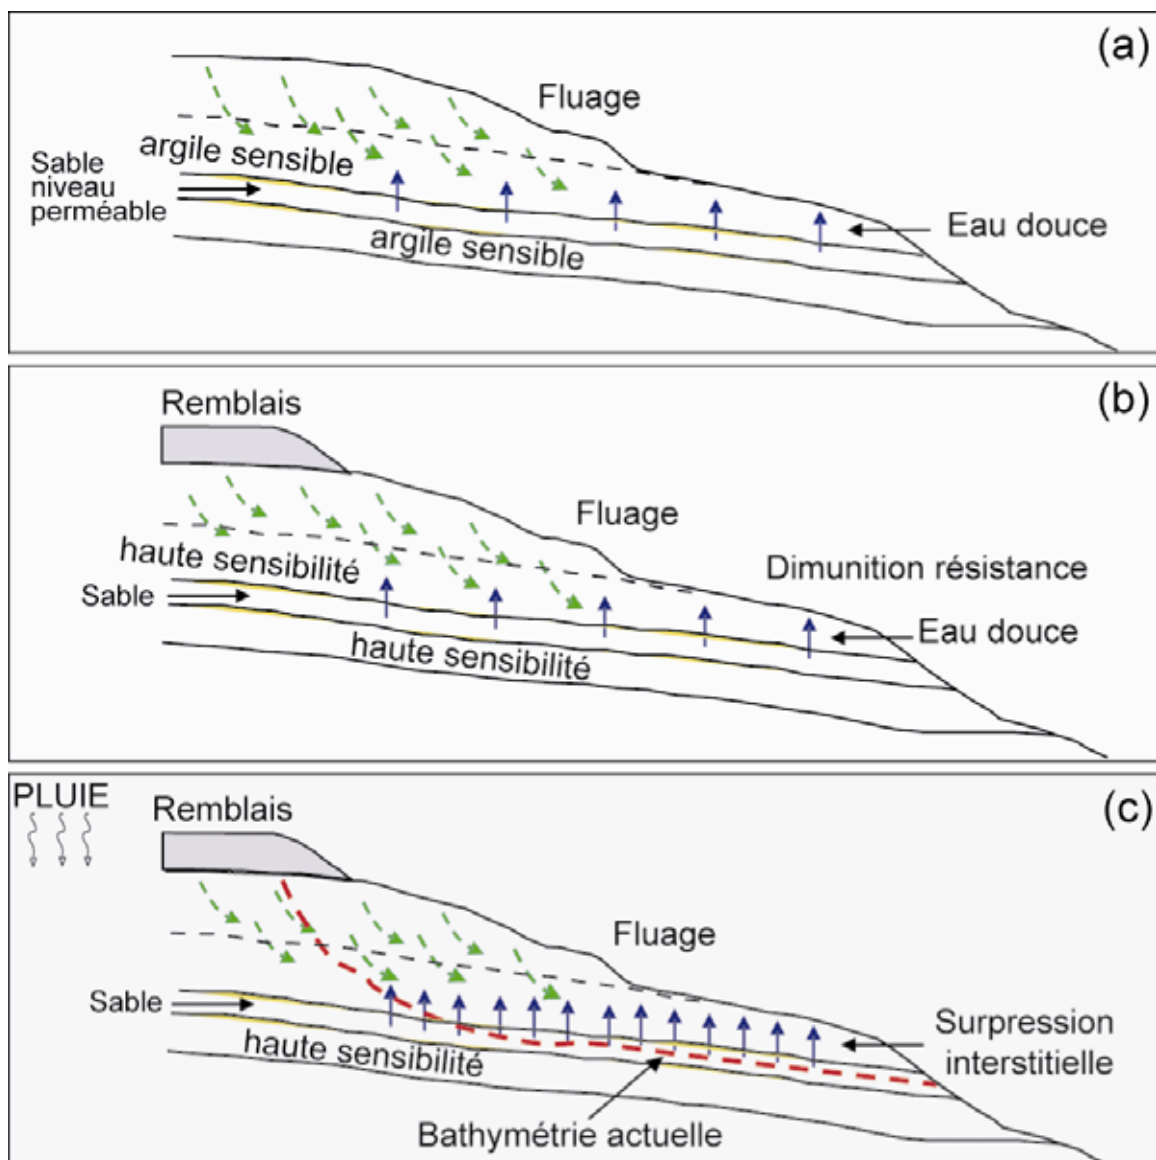 (a)
Fluage
argile sensible
Sable
niveau
perméable
Eau douce
argile sensible
(b)
Remblais
Fluage
haute sensibilité
Dimunition résistance
Sable
Eau douce
haute sensibilité
(c)
PLUIE
Remblais
Fluage
Sable
Surpression
interstitielle
haute sensibilité
Bathymétrie actuelle